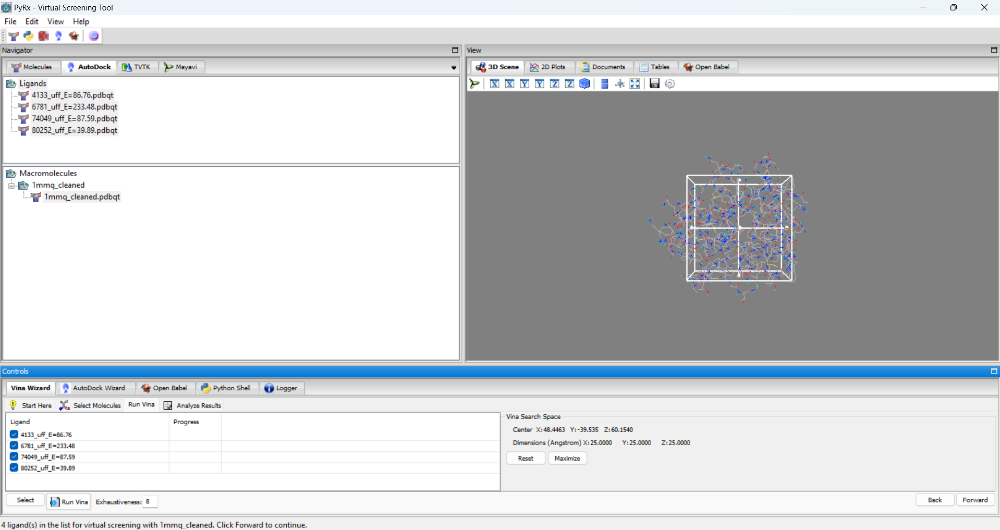 PyRx - Virtual Screening Tool
File Edit View Help
Navigator
View
Molecules AutoDock TVTK Mayavi
3D Scene 2D Plots Documents Tables Open Babel
X X Y Y Z Z
Ligands
4133_uff_E=86.76.pdbqt
6781_uff_E=233.48.pdbqt
74049_uff_E=87.59.pdbqt
80252_uff_E=39.89.pdbqt
Macromolecules
1mmq_cleaned
1mmq_cleaned.pdbqt
Controls
Vina Wizard AutoDock Wizard Open Babel Python Shell Logger
Start Here Select Molecules Run Vina Analyze Results
Ligand Progress
4133_uff_E=86.76
6781_uff_E=233.48
74049_uff_E=87.59
80252_uff_E=39.89
Vina Search Space
Center X:48.4463 Y:-39.535 Z:60.1540
Dimensions (Angstrom) X:25.0000 Y:25.0000 Z:25.0000
Reset Maximize
Select Run Vina Exhaustiveness: 8
Back Forward
4 ligand(s) in the list for virtual screening with 1mmq_cleaned. Click Forward to continue.